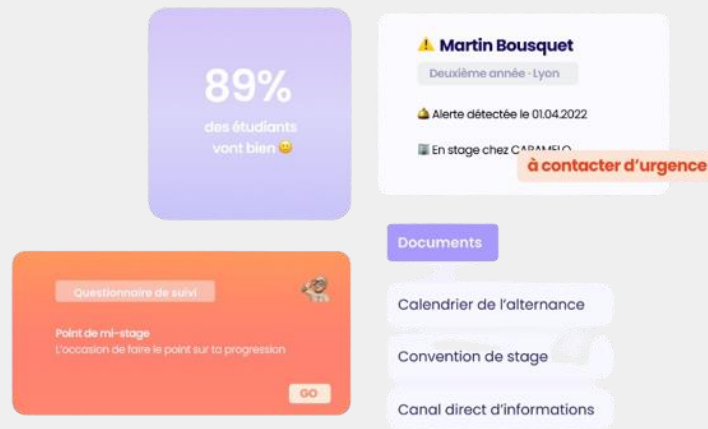 89%
des étudiants
vont bien
Martin Bousquet
Deuxième année · Lyon
Alerte détectée le 01.04.2022
En stage chez CARAMELO
à contacter d'urgence
Documents
Questionnaire de suivi
Point de mi-stage
L'occasion de faire le point sur ta progression
GO
Calendrier de l'alternance
Convention de stage
Canal direct d'informations